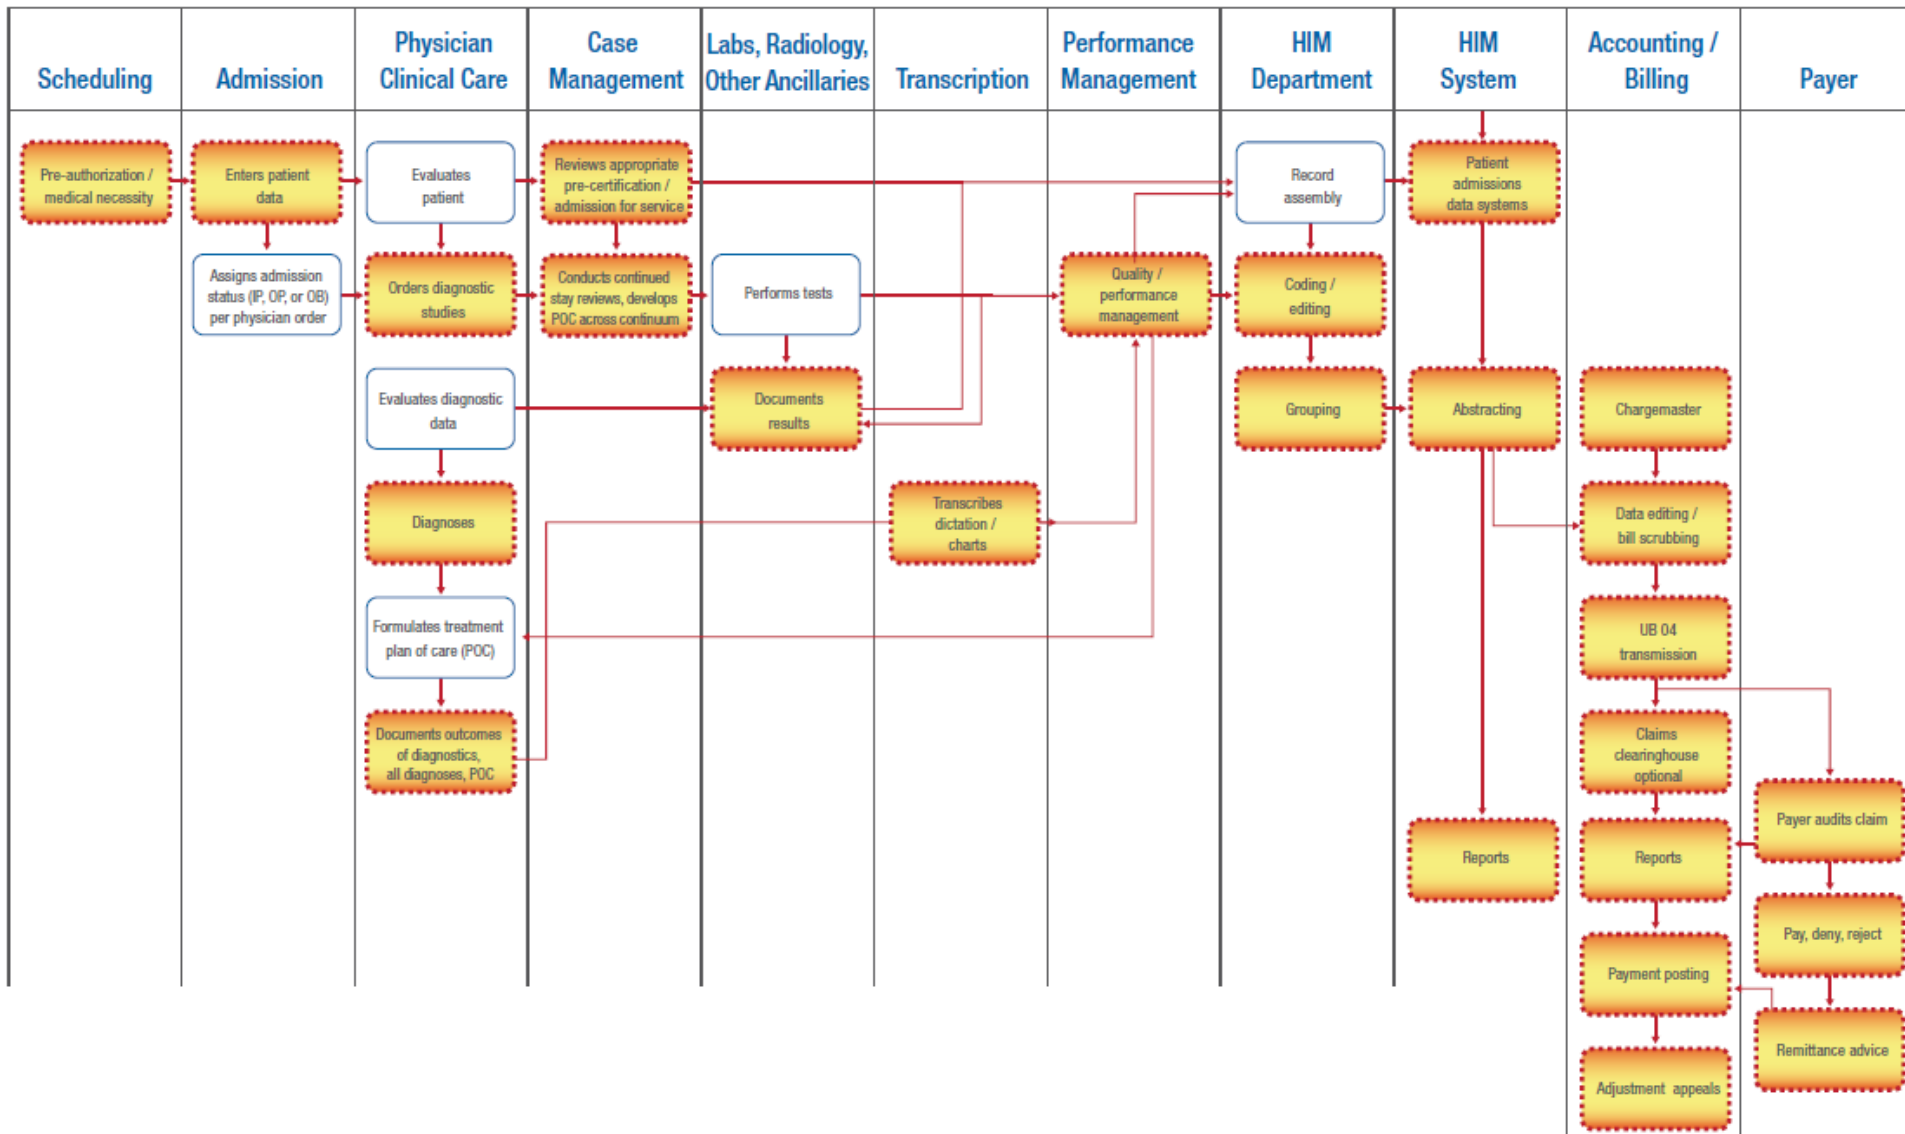 Scheduling
Admission
Physician
Clinical Care
Case
Management
Labs, Radiology,
Other Ancillaries
Transcription
Performance
Management
HIM
Department
HIM
System
Accounting /
Billing
Payer
Pre-authorization /
medical necessity
Enters patient
data
Evaluates
patient
Reviews appropriate
pre-certification /
admission for service
Record
assembly
Patient
admissions
data systems
Assigns admission
status (IP, OP, or OB)
per physician order
Orders diagnostic
studies
Conducts continued
stay reviews, develops
POC across continuum
Performs tests
Quality /
performance
management
Coding /
editing
Evaluates diagnostic
data
Documents
results
Grouping
Abstracting
Chargemaster
Diagnoses
Transcribes
dictation /
charts
Data editing /
bill scrubbing
Formulates treatment
plan of care (POC)
UB 04
transmission
Documents outcomes
of diagnostics,
all diagnoses, POC
Claims
clearinghouse
optional
Payer audits claim
Reports
Reports
Pay, deny, reject
Payment posting
Remittance advice
Adjustment appeals